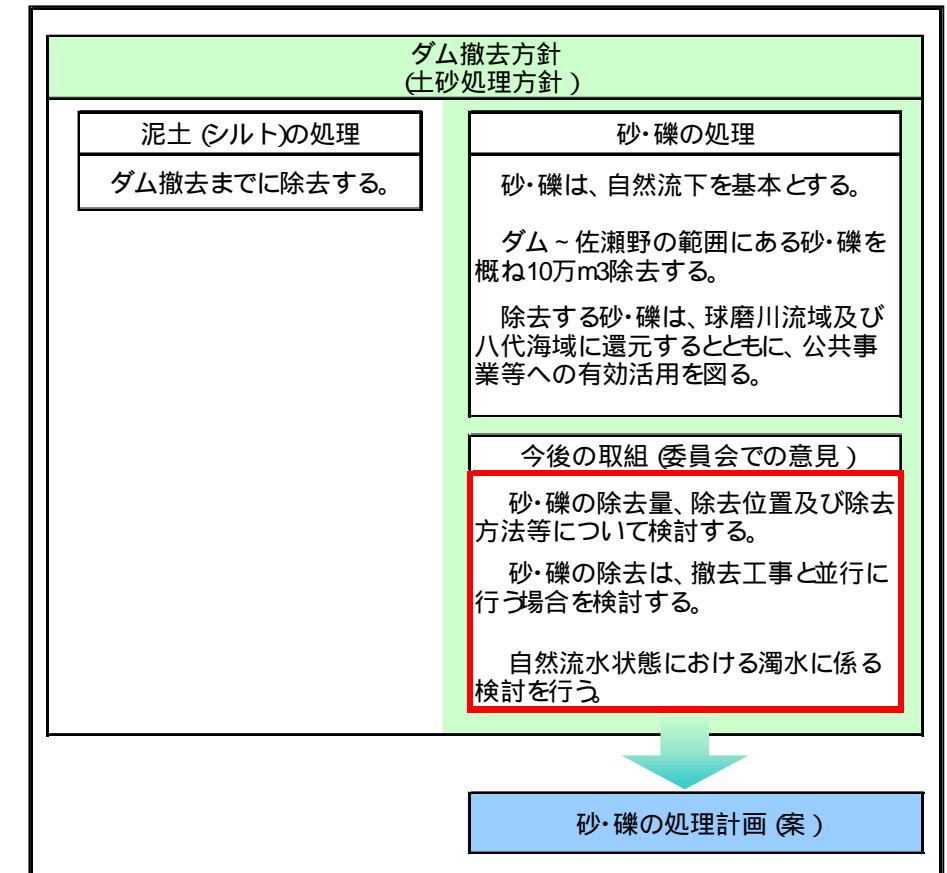 ダム撤去方針
(土砂処理方針)
泥土(シルト)の処理
ダム撤去までに除去する。
砂・礫の処理
砂・礫は、自然流下を基本とする。
ダム~佐瀬野の範囲にある砂・礫を
概ね10万m3除去する。
除去する砂・礫は、球磨川流域及び
八代海域に還元するとともに、公共事
業等への有効活用を図る。
今後の取組(委員会での意見)
砂・礫の除去量、除去位置及び除去
方法等について検討する。
砂・礫の除去は、撤去工事と並行に
行う場合を検討する。
自然流水状態における濁水に係る
検討を行う。
砂・礫の処理計画(案)